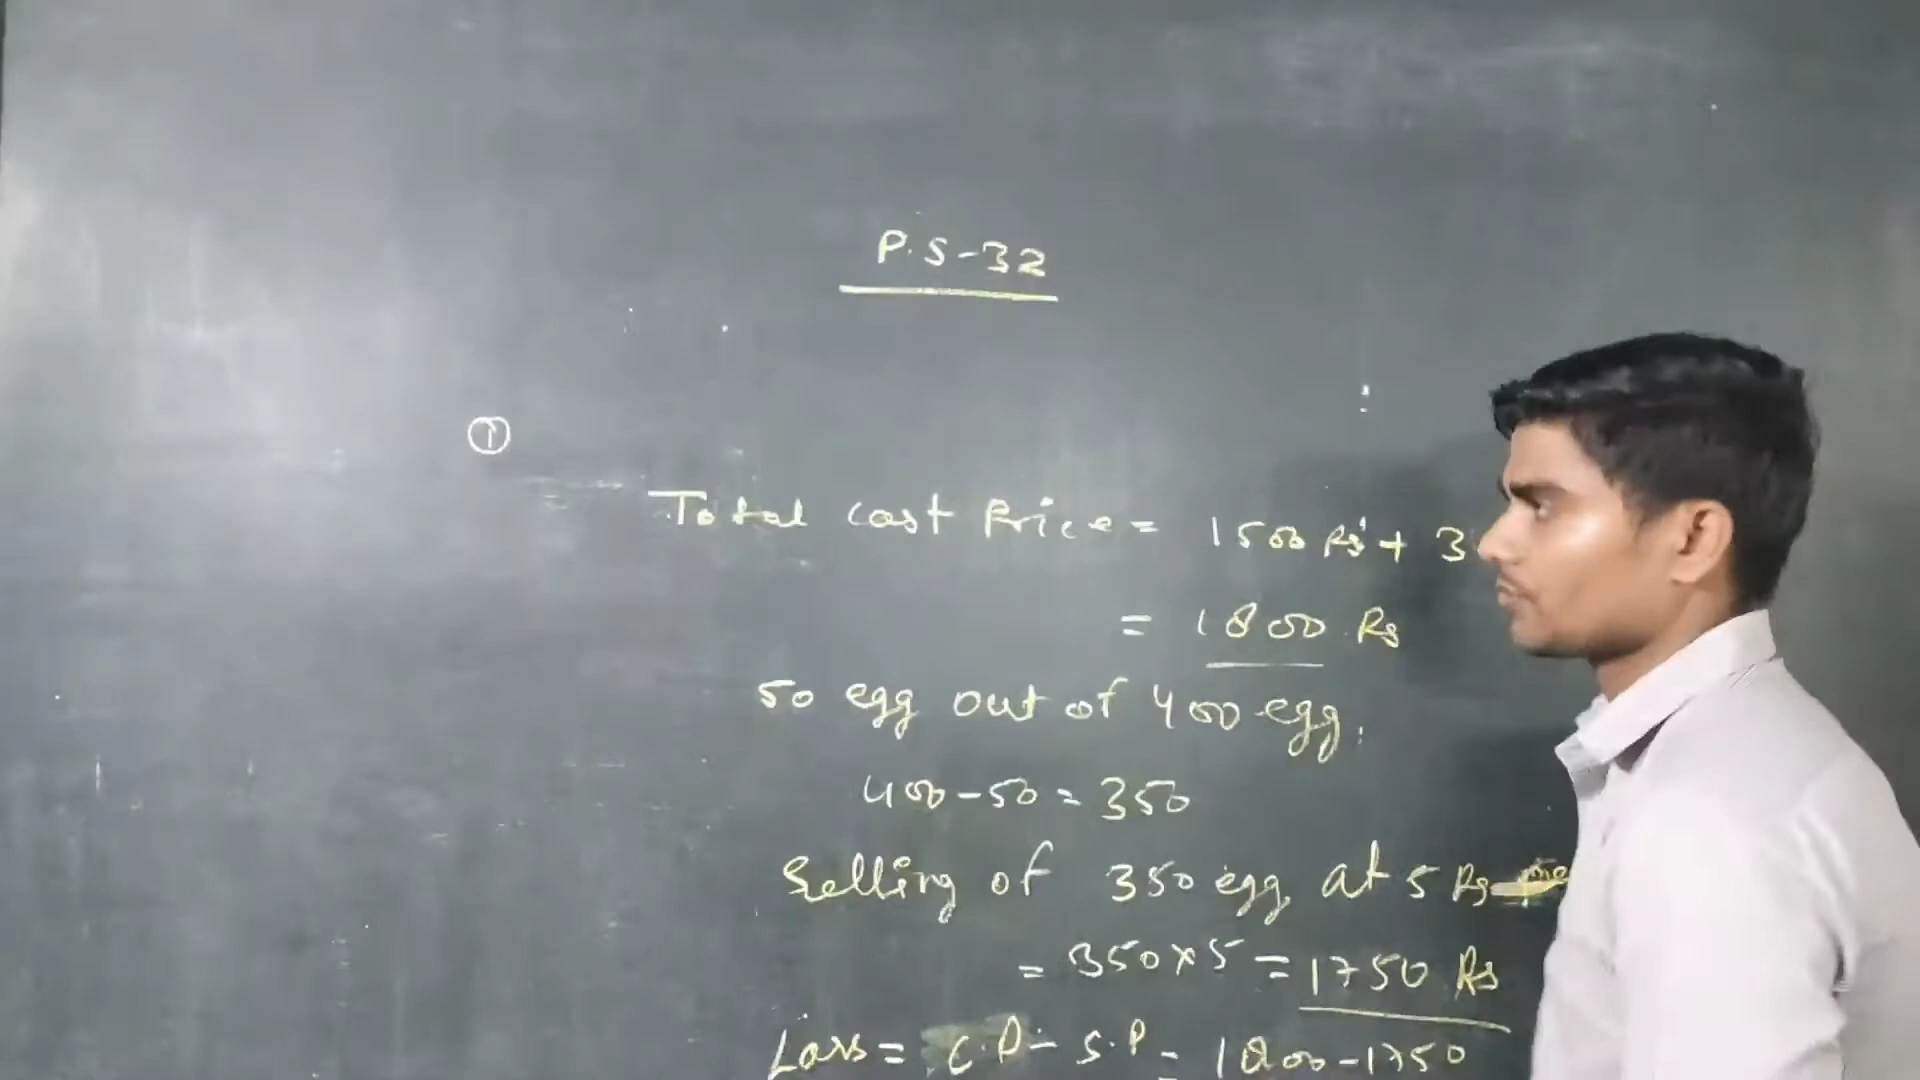 P.S-32
①
Total cost Price = 1500 Rs + 3
= 1800 Rs
50 egg out of 400 egg.
400-50=350
Selling of 350 egg at 5 Rs
= 350×5 = 1750 Rs
Loss = C.P - S.P = 1800-1750